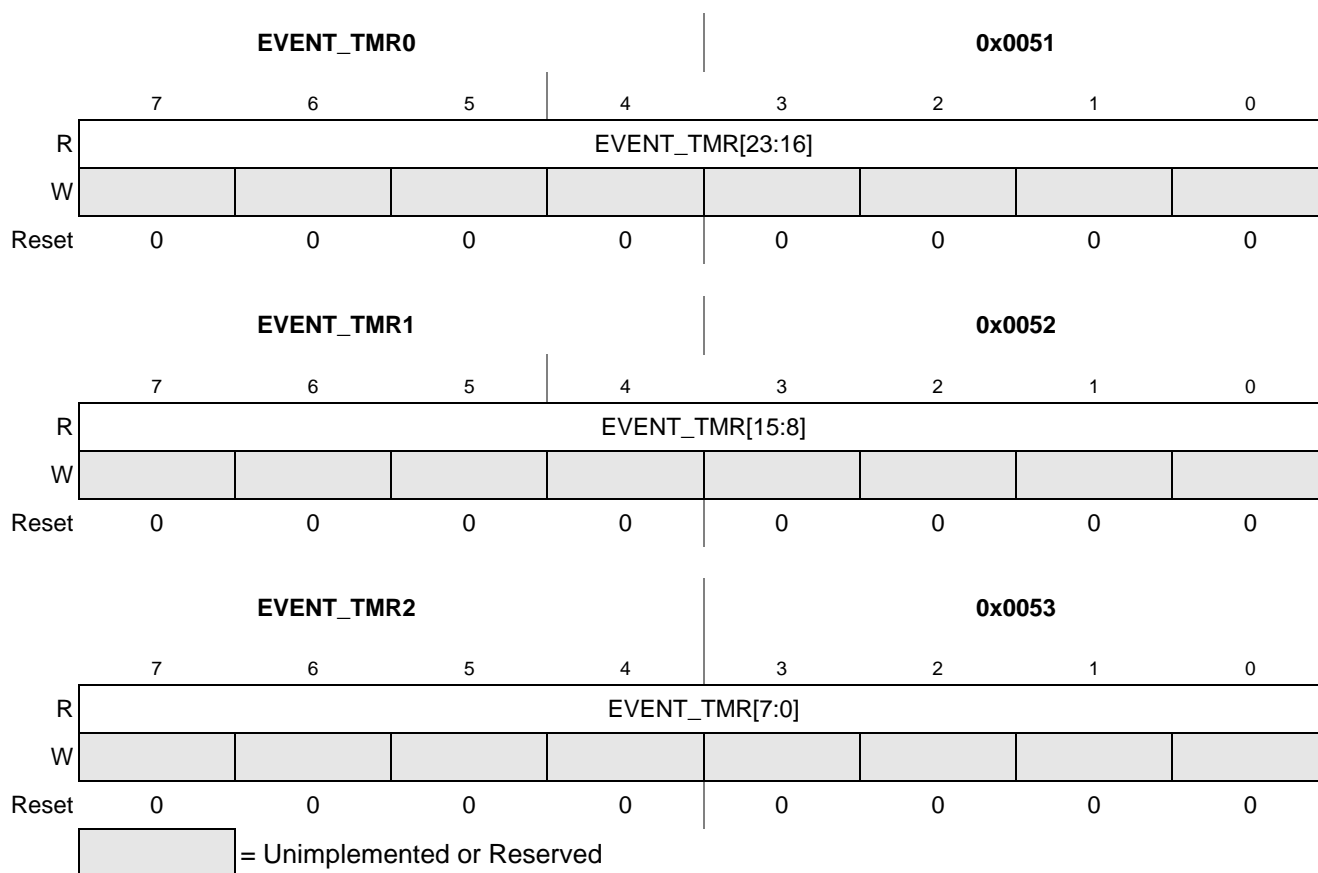 EVENT_TMR0 0x0051
7 6 5 4 3 2 1 0
R EVENT_TMR[23:16]
W
Reset 0 0 0 0 0 0 0 0
EVENT_TMR1 0x0052
7 6 5 4 3 2 1 0
R EVENT_TMR[15:8]
W
Reset 0 0 0 0 0 0 0 0
EVENT_TMR2 0x0053
7 6 5 4 3 2 1 0
R EVENT_TMR[7:0]
W
Reset 0 0 0 0 0 0 0 0
= Unimplemented or Reserved